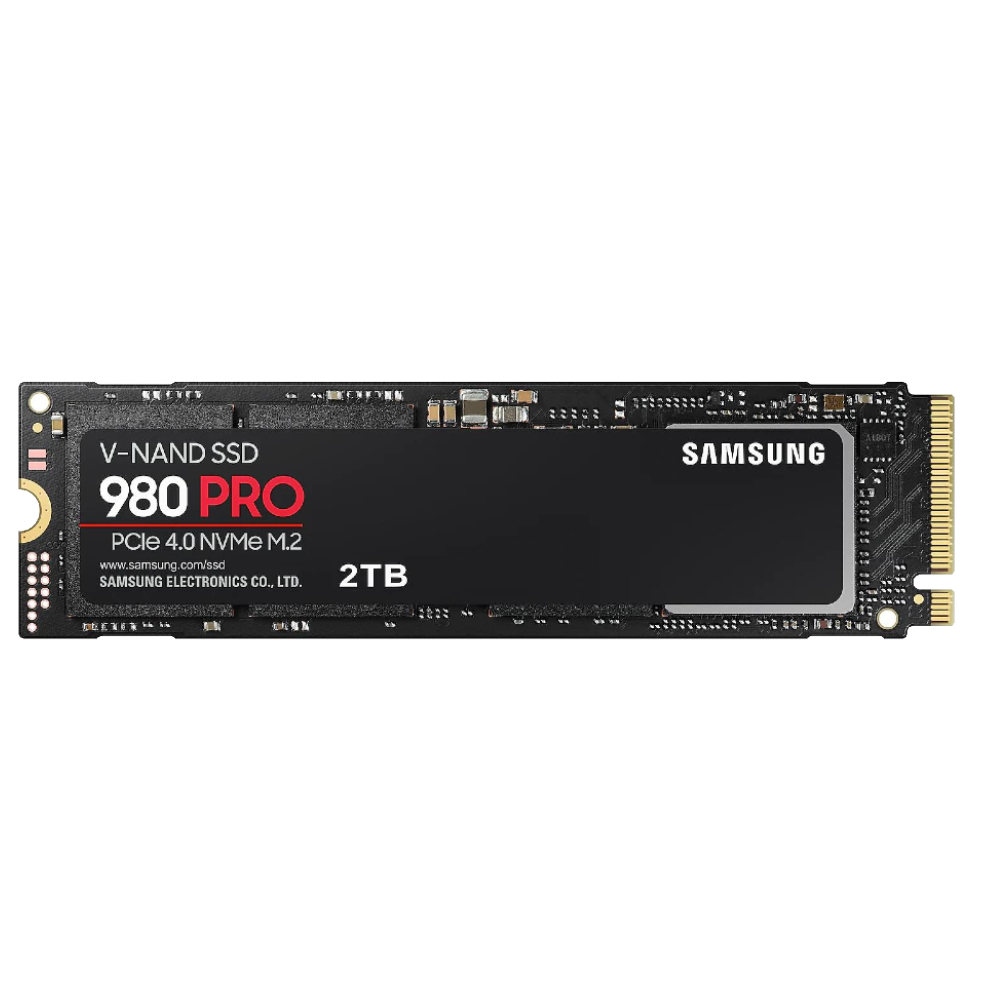 V-NAND SSD
SAMSUNG
980 PRO
PCIe 4.0 NVMe M.2
www.samsung.com/ssd
SAMSUNG ELECTRONICS CO., LTD.
2TB